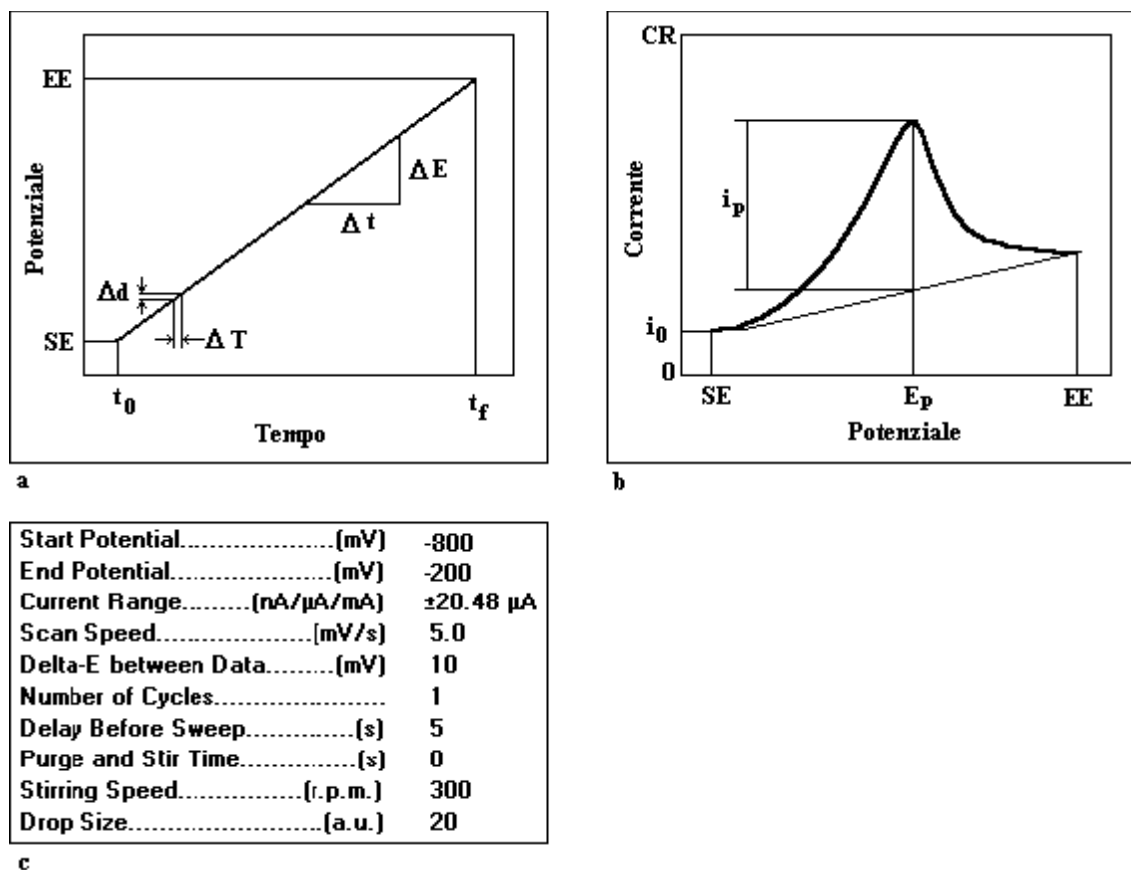 EE
Potenziale
Δ E
Δ t
Δd
Δ T
SE
t0
tf
Tempo
a
CR
Corrente
ip
i0
0
SE
Ep
EE
Potenziale
b
Start Potential....................(mV) -800
End Potential.....................(mV) -200
Current Range.........(nA/µA/mA) ±20.48 µA
Scan Speed....................(mV/s) 5.0
Delta-E between Data.........(mV) 10
Number of Cycles...................... 1
Delay Before Sweep..............(s) 5
Purge and Stir Time...............(s) 0
Stirring Speed................(r.p.m.) 300
Drop Size.........................(a.u.) 20
c